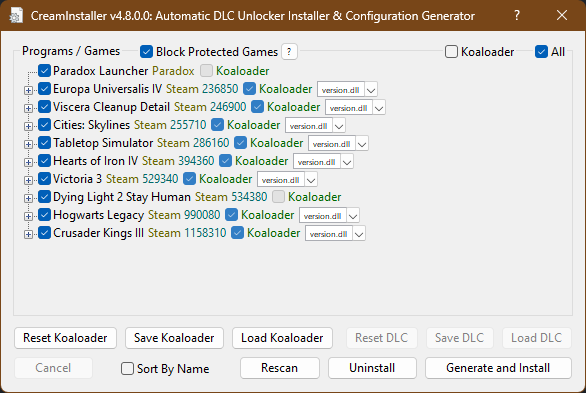 CreamInstaller v4.8.0.0: Automatic DLC Unlocker Installer & Configuration Generator ? ×
Programs / Games Block Protected Games ? Koaloader All
Paradox Launcher Paradox Koaloader
Europa Universalis IV Steam 236850 Koaloader version.dll
Viscera Cleanup Detail Steam 246900 Koaloader version.dll
Cities: Skylines Steam 255710 Koaloader version.dll
Tabletop Simulator Steam 286160 Koaloader version.dll
Hearts of Iron IV Steam 394360 Koaloader version.dll
Victoria 3 Steam 529340 Koaloader version.dll
Dying Light 2 Stay Human Steam 534380 Koaloader
Hogwarts Legacy Steam 990080 Koaloader version.dll
Crusader Kings III Steam 1158310 Koaloader version.dll
Reset Koaloader Save Koaloader Load Koaloader Reset DLC Save DLC Load DLC
Cancel Sort By Name Rescan Uninstall Generate and Install